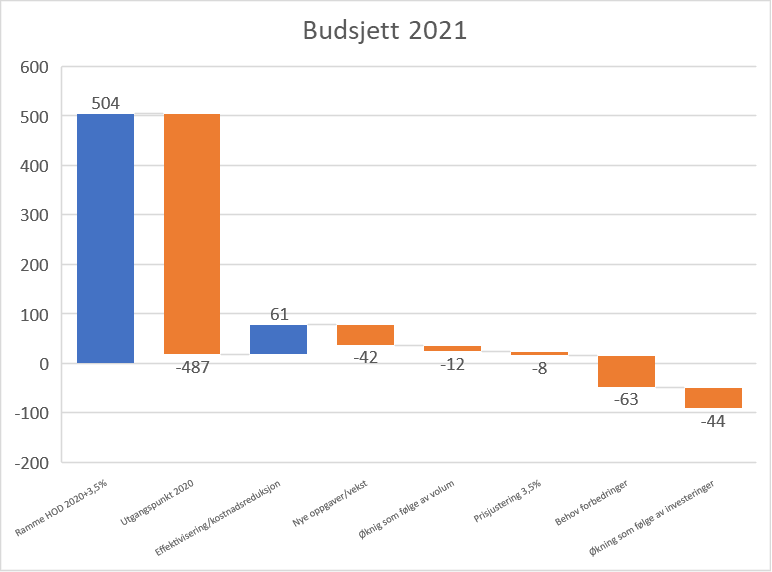 Budsjett 2021
600
500
400
300
200
100
0
-100
-200
504
-487
61
-42
-12
-8
-63
-44
Ramme HOD 2020+3,5%
Utgangspunkt 2020
Effektivisering/kostnadsreduksjon
Nye oppgaver/vekst
Øknig som følge av volum
Prisjustering 3,5%
Behov forbedringer
Økning som følge av investeringer